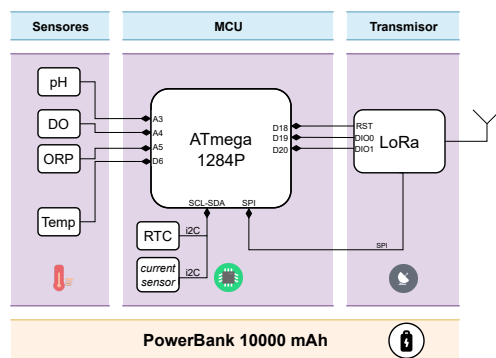 Sensores
MCU
Transmisor
pH
DO
ORP
Temp
A3
A4
A5
D6
ATmega
1284P
D18
D19
D20
RST
DIO0
DIO1
LoRa
SCL-SDA
SPI
RTC
i2C
current
sensor
i2C
SPI
PowerBank 10000 mAh